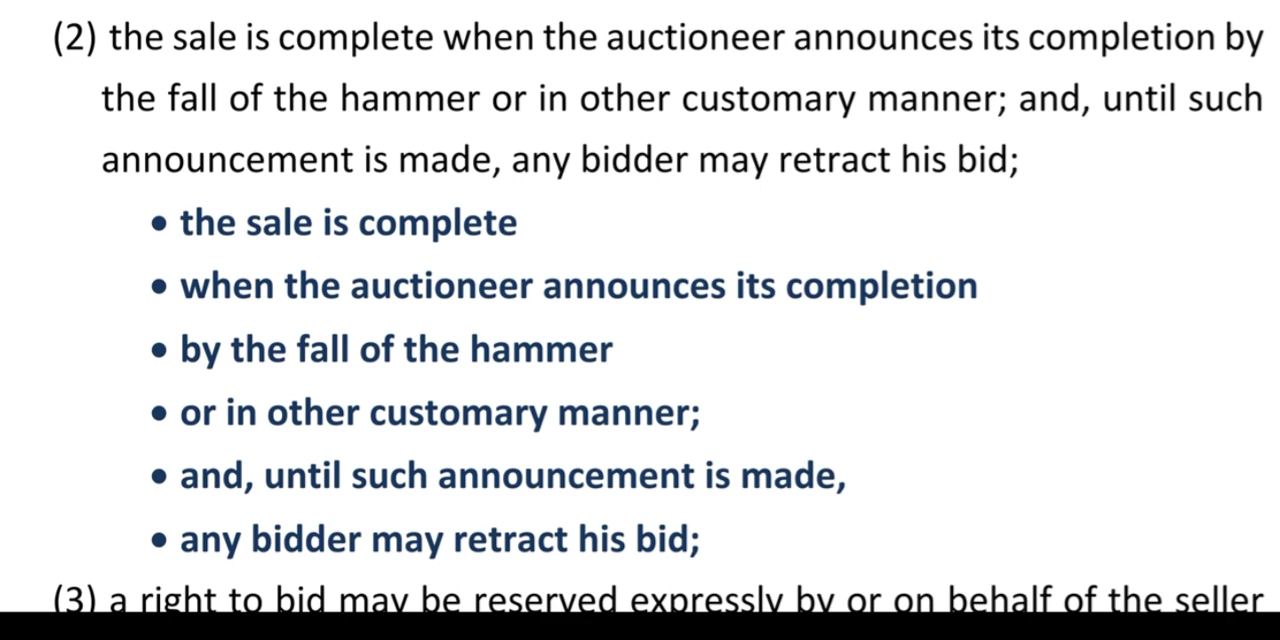 (2) the sale is complete when the auctioneer announces its completion by
the fall of the hammer or in other customary manner; and, until such
announcement is made, any bidder may retract his bid;
• the sale is complete
• when the auctioneer announces its completion
• by the fall of the hammer
• or in other customary manner;
• and, until such announcement is made,
• any bidder may retract his bid;
(3) a right to bid may be reserved expressly by or on behalf of the seller